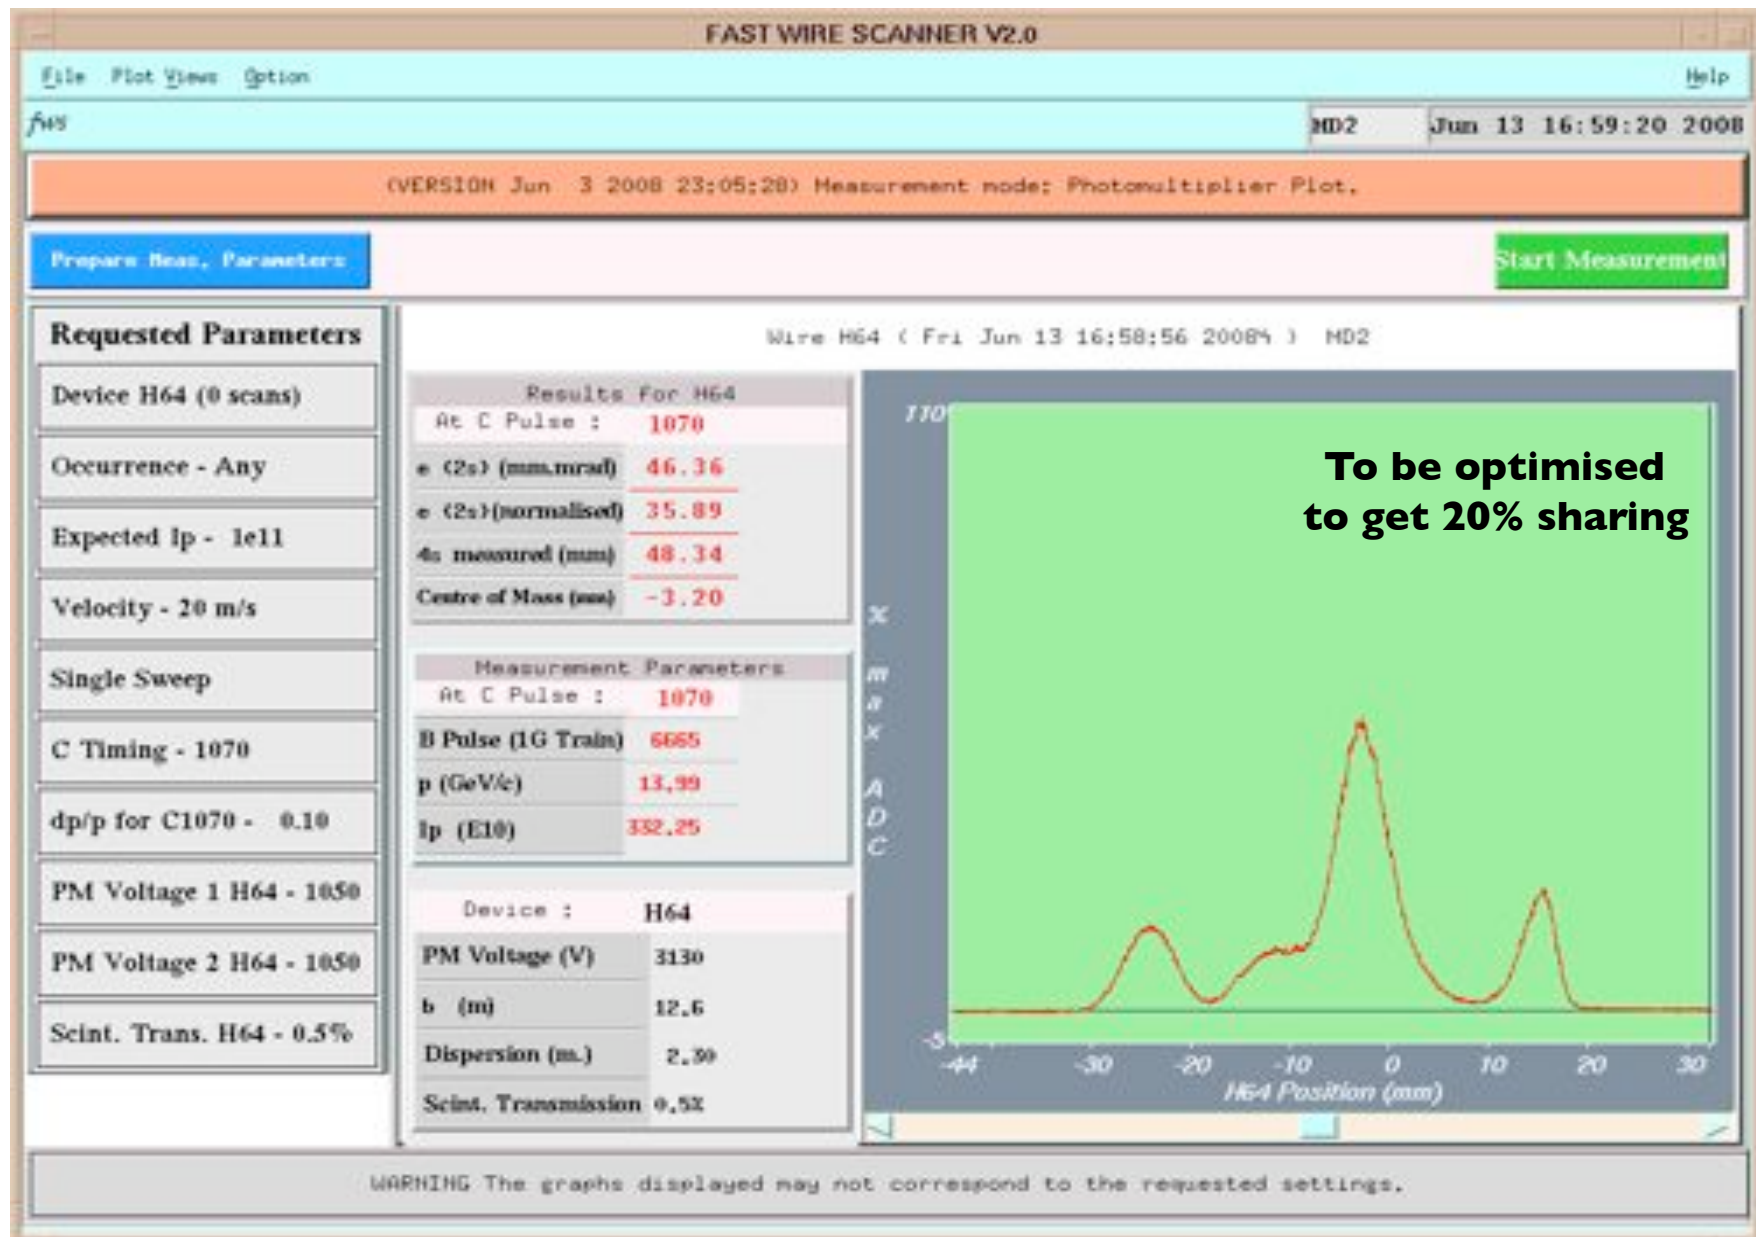 FAST WIRE SCANNER V2.0
File Plot Views Option Help
fws MD2 Jun 13 16:59:20 2008
(VERSION Jun 3 2008 23:05:28) Measurement mode: Photomultiplier Plot.
Prepare Meas. Parameters Start Measurement
Requested Parameters
Device H64 (0 scans)
Occurrence - Any
Expected Ip - 1e11
Velocity - 20 m/s
Single Sweep
C Timing - 1070
dp/p for C1070 - 0.10
PM Voltage 1 H64 - 1050
PM Voltage 2 H64 - 1050
Scint. Trans. H64 - 0.5%
Wire H64 ( Fri Jun 13 16:58:56 2008% ) MD2
Results for H64
At C Pulse : 1070
e (2s) (mm.mrad) 46.36
e (2s)(normalised) 35.89
4s measured (mm) 48.34
Centre of Mass (mm) -3.20
Measurement Parameters
At C Pulse : 1070
B Pulse (1G Train) 6665
p (GeV/c) 13.99
Ip (E10) 332.25
Device : H64
PM Voltage (V) 3130
b (m) 12.6
Dispersion (m.) 2.30
Scint. Transmission 0.5%
110
To be optimised
to get 20% sharing
% max ADC
-5
-44 -30 -20 -10 0 10 20 30
H64 Position (mm)
WARNING The graphs displayed may not correspond to the requested settings.